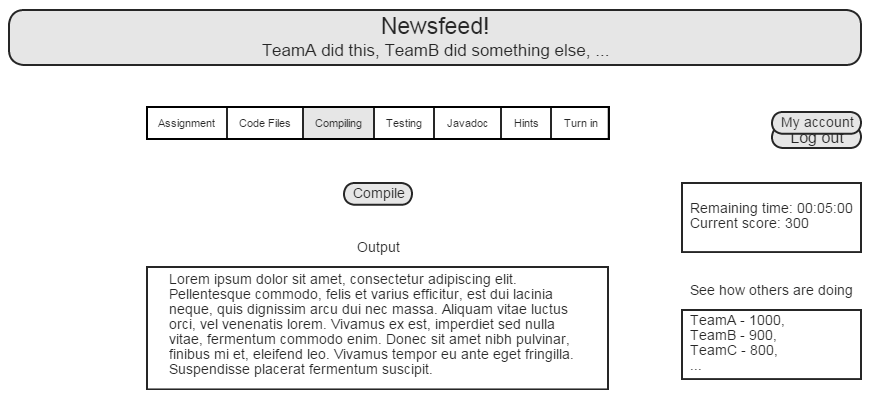 Newsfeed!
TeamA did this, TeamB did something else, ...
Assignment Code Files Compiling Testing Javadoc Hints Turn in
My account
Log out
Compile
Output
Lorem ipsum dolor sit amet, consectetur adipiscing elit.
Pellentesque commodo, felis et varius efficitur, est dui lacinia
neque, quis dignissim arcu dui nec massa. Aliquam vitae luctus
orci, vel venenatis lorem. Vivamus ex est, imperdiet sed nulla
vitae, fermentum commodo enim. Donec sit amet nibh pulvinar,
finibus mi et, eleifend leo. Vivamus tempor eu ante eget fringilla.
Suspendisse placerat fermentum suscipit.
Remaining time: 00:05:00
Current score: 300
See how others are doing
TeamA - 1000,
TeamB - 900,
TeamC - 800,
...